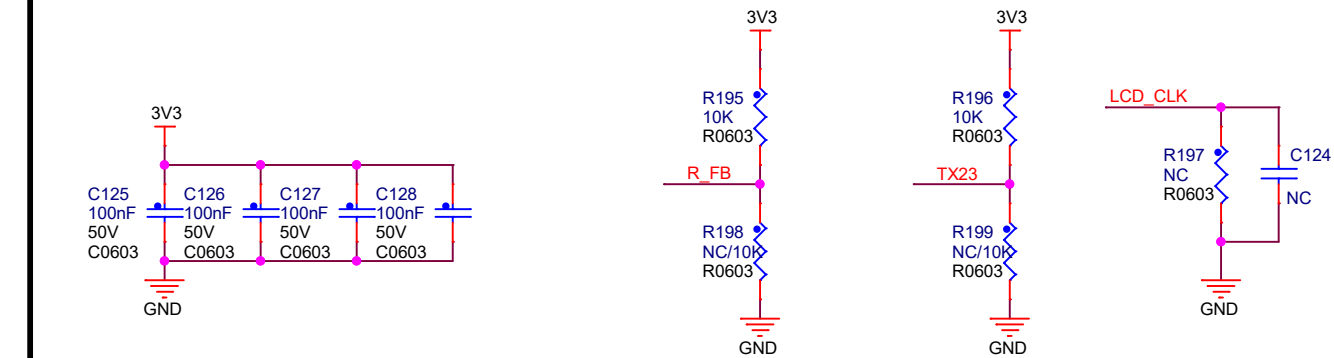 3V3
C125
100nF
50V
C0603
C126
100nF
50V
C0603
C127
100nF
50V
C0603
C128
100nF
50V
C0603
GND
3V3
R195
10K
R0603
R_FB
R198
NC/10K
R0603
GND
3V3
R196
10K
R0603
TX23
R199
NC/10K
R0603
GND
LCD_CLK
R197
NC
R0603
C124
NC
GND